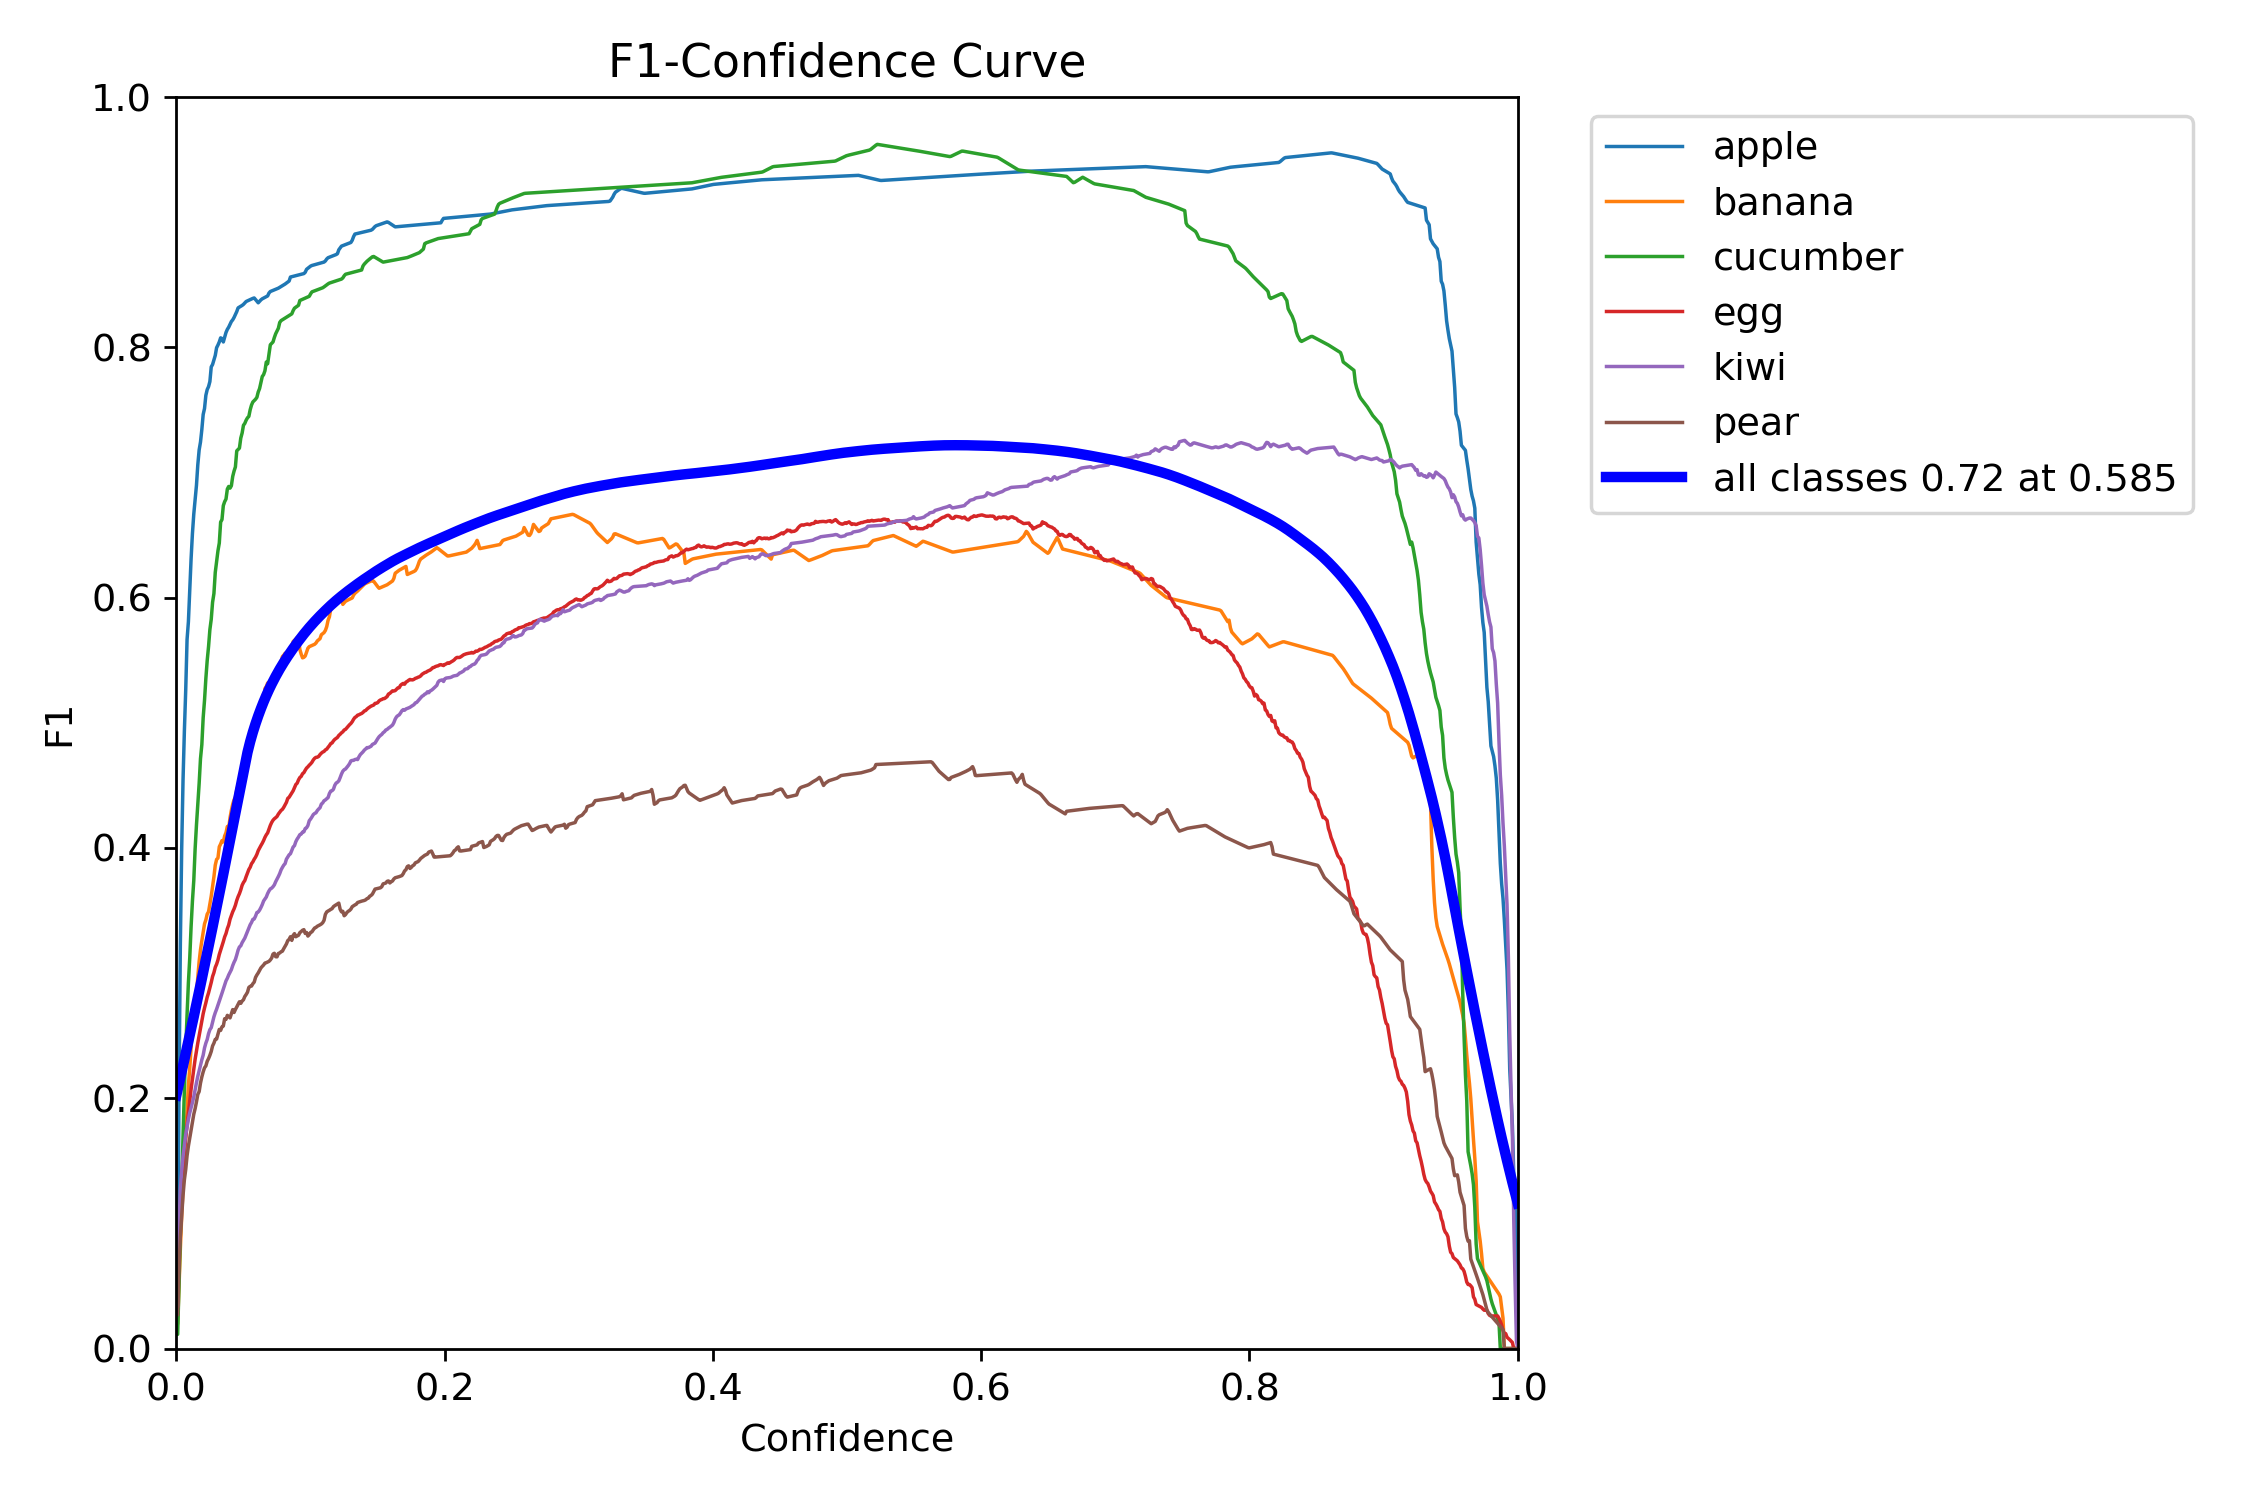 F1-Confidence Curve
1.0
0.8
0.6
0.4
0.2
0.0
F1
0.0 0.2 0.4 0.6 0.8 1.0
Confidence
apple
banana
cucumber
egg
kiwi
pear
all classes 0.72 at 0.585